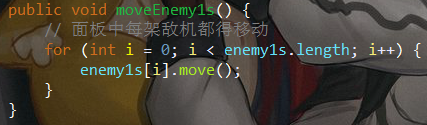 public void moveEnemy1s() {
    // 面板中每架敌机都得移动
    for (int i = 0; i < enemy1s.length; i++) {
        enemy1s[i].move();
    }
}